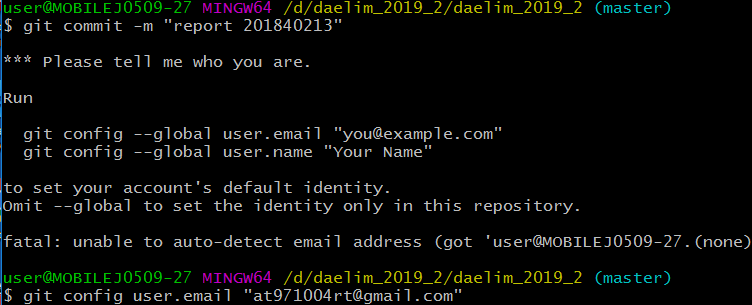 user@MOBILEJ0509-27 MINGW64 /d/daelim_2019_2/daelim_2019_2 (master)
$ git commit -m "report 201840213"
*** Please tell me who you are.
Run
git config --global user.email "you@example.com"
git config --global user.name "Your Name"
to set your account's default identity.
Omit --global to set the identity only in this repository.
fatal: unable to auto-detect email address (got 'user@MOBILEJ0509-27.(none)
user@MOBILEJ0509-27 MINGW64 /d/daelim_2019_2/daelim_2019_2 (master)
$ git config user.email "at971004rt@gmail.com"